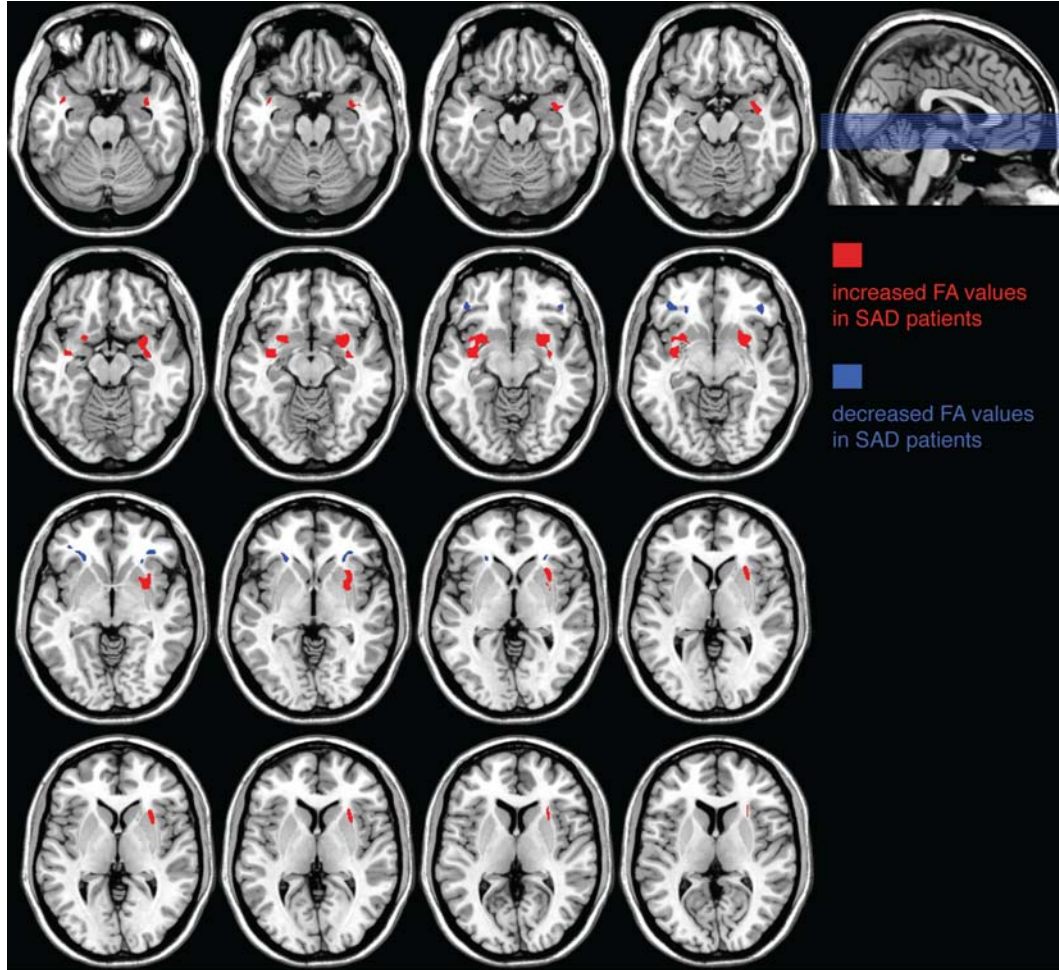 increased FA values
in SAD patients
decreased FA values
in SAD patients